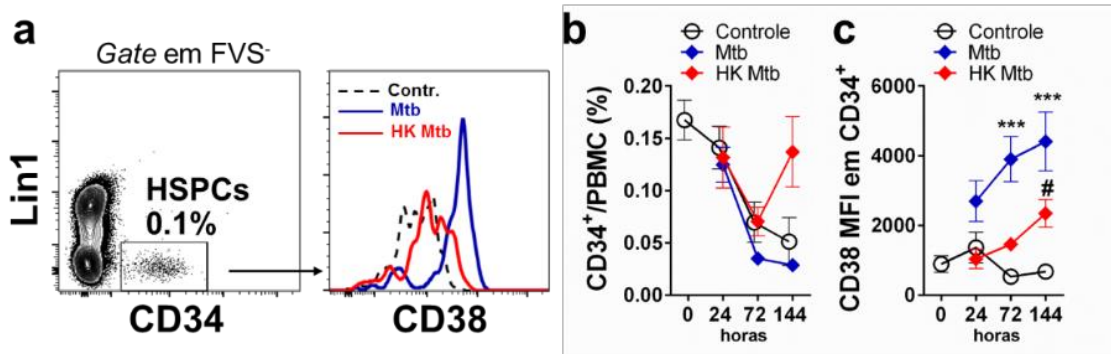 a
Gate em FVS-
Lin1
HSPCs
0.1%
CD34
Contr.
Mtb
HK Mtb
CD38
b
Controle
Mtb
HK Mtb
CD34+/PBMC (%)
0.20
0.15
0.10
0.05
0.00
0 24 72 144
horas
c
Controle
Mtb
HK Mtb
CD38 MFI em CD34+
6000
4000
2000
0
***
***
#
0 24 72 144
horas